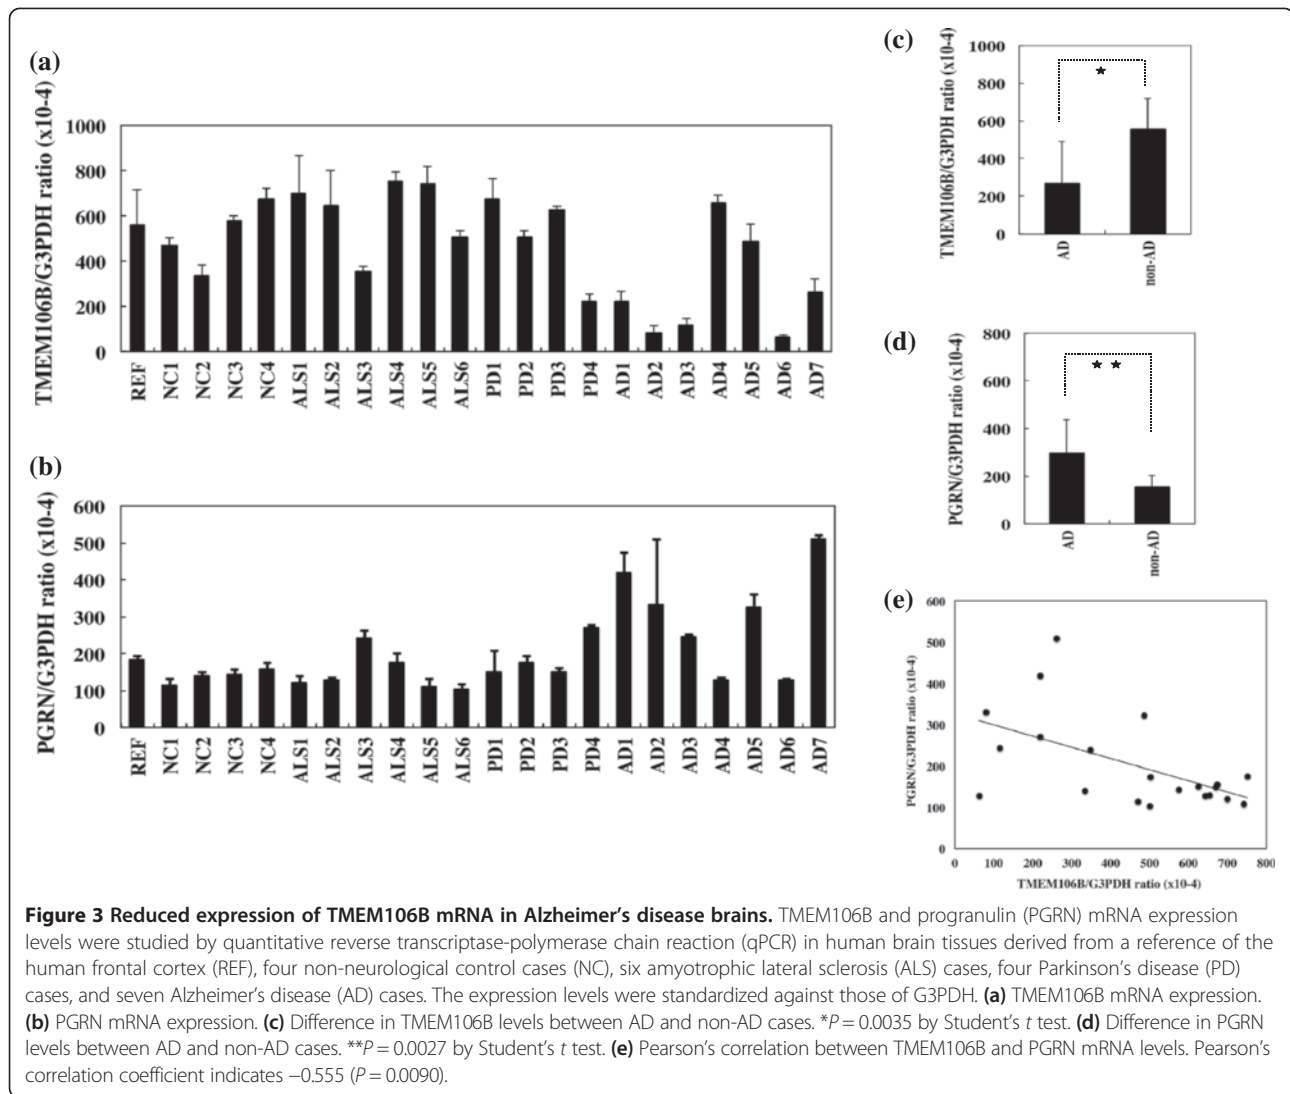 (a)
TMEM106B/G3PDH ratio (x10-4)
1000
800
600
400
200
0
REF NC1 NC2 NC3 NC4 ALS1 ALS2 ALS3 ALS4 ALS5 ALS6 PD1 PD2 PD3 PD4 AD1 AD2 AD3 AD4 AD5 AD6 AD7
(b)
PGRN/G3PDH ratio (x10-4)
600
500
400
300
200
100
0
REF NC1 NC2 NC3 NC4 ALS1 ALS2 ALS3 ALS4 ALS5 ALS6 PD1 PD2 PD3 PD4 AD1 AD2 AD3 AD4 AD5 AD6 AD7
(c)
TMEM106B/G3PDH ratio (x10-4)
1000
800
600
400
200
0
★
AD non-AD
(d)
PGRN/G3PDH ratio (x10-4)
800
600
400
200
0
★ ★
AD non-AD
(e)
PGRN/G3PDH ratio (x10-4)
600
500
400
300
200
100
0
0 100 200 300 400 500 600 700 800
TMEM106B/G3PDH ratio (x10-4)
Figure 3 Reduced expression of TMEM106B mRNA in Alzheimer's disease brains. TMEM106B and progranulin (PGRN) mRNA expression
levels were studied by quantitative reverse transcriptase-polymerase chain reaction (qPCR) in human brain tissues derived from a reference of the
human frontal cortex (REF), four non-neurological control cases (NC), six amyotrophic lateral sclerosis (ALS) cases, four Parkinson's disease (PD)
cases, and seven Alzheimer's disease (AD) cases. The expression levels were standardized against those of G3PDH. (a) TMEM106B mRNA expression.
(b) PGRN mRNA expression. (c) Difference in TMEM106B levels between AD and non-AD cases. *P = 0.0035 by Student's t test. (d) Difference in PGRN
levels between AD and non-AD cases. **P = 0.0027 by Student's t test. (e) Pearson's correlation between TMEM106B and PGRN mRNA levels. Pearson's
correlation coefficient indicates −0.555 (P = 0.0090).